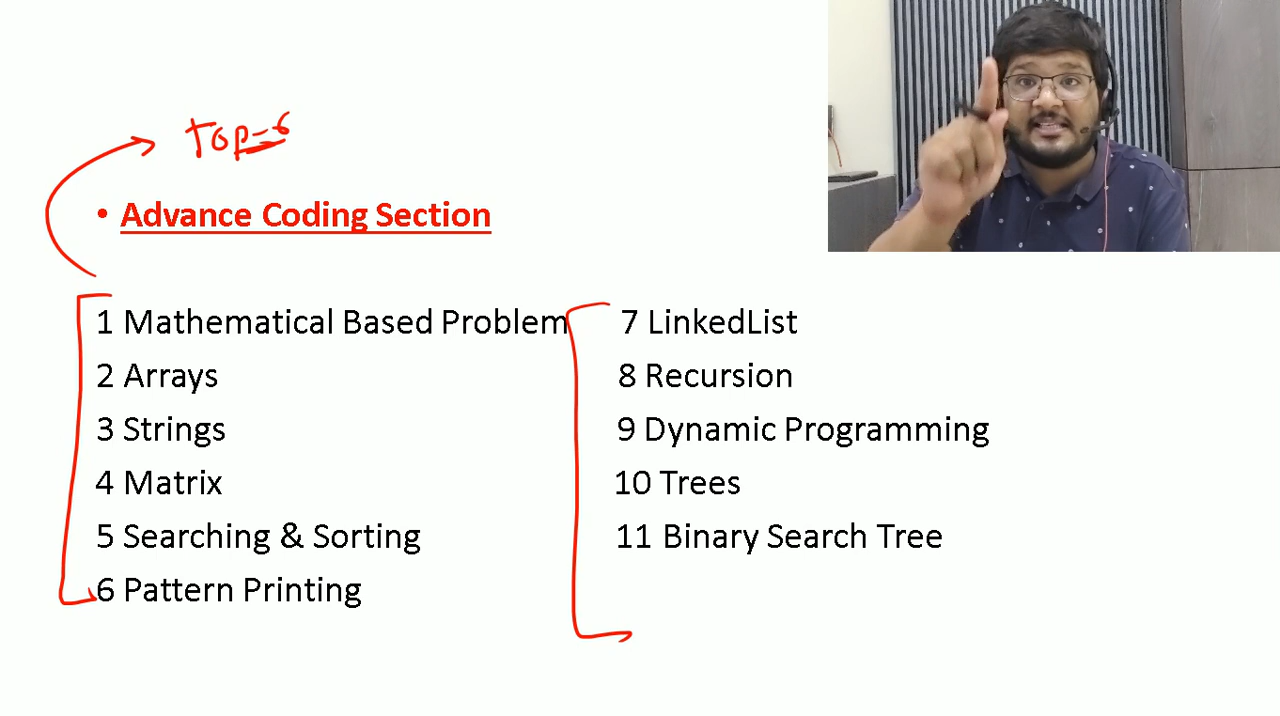 TOP-6
• Advance Coding Section
1 Mathematical Based Problem
2 Arrays
3 Strings
4 Matrix
5 Searching & Sorting
6 Pattern Printing
7 LinkedList
8 Recursion
9 Dynamic Programming
10 Trees
11 Binary Search Tree